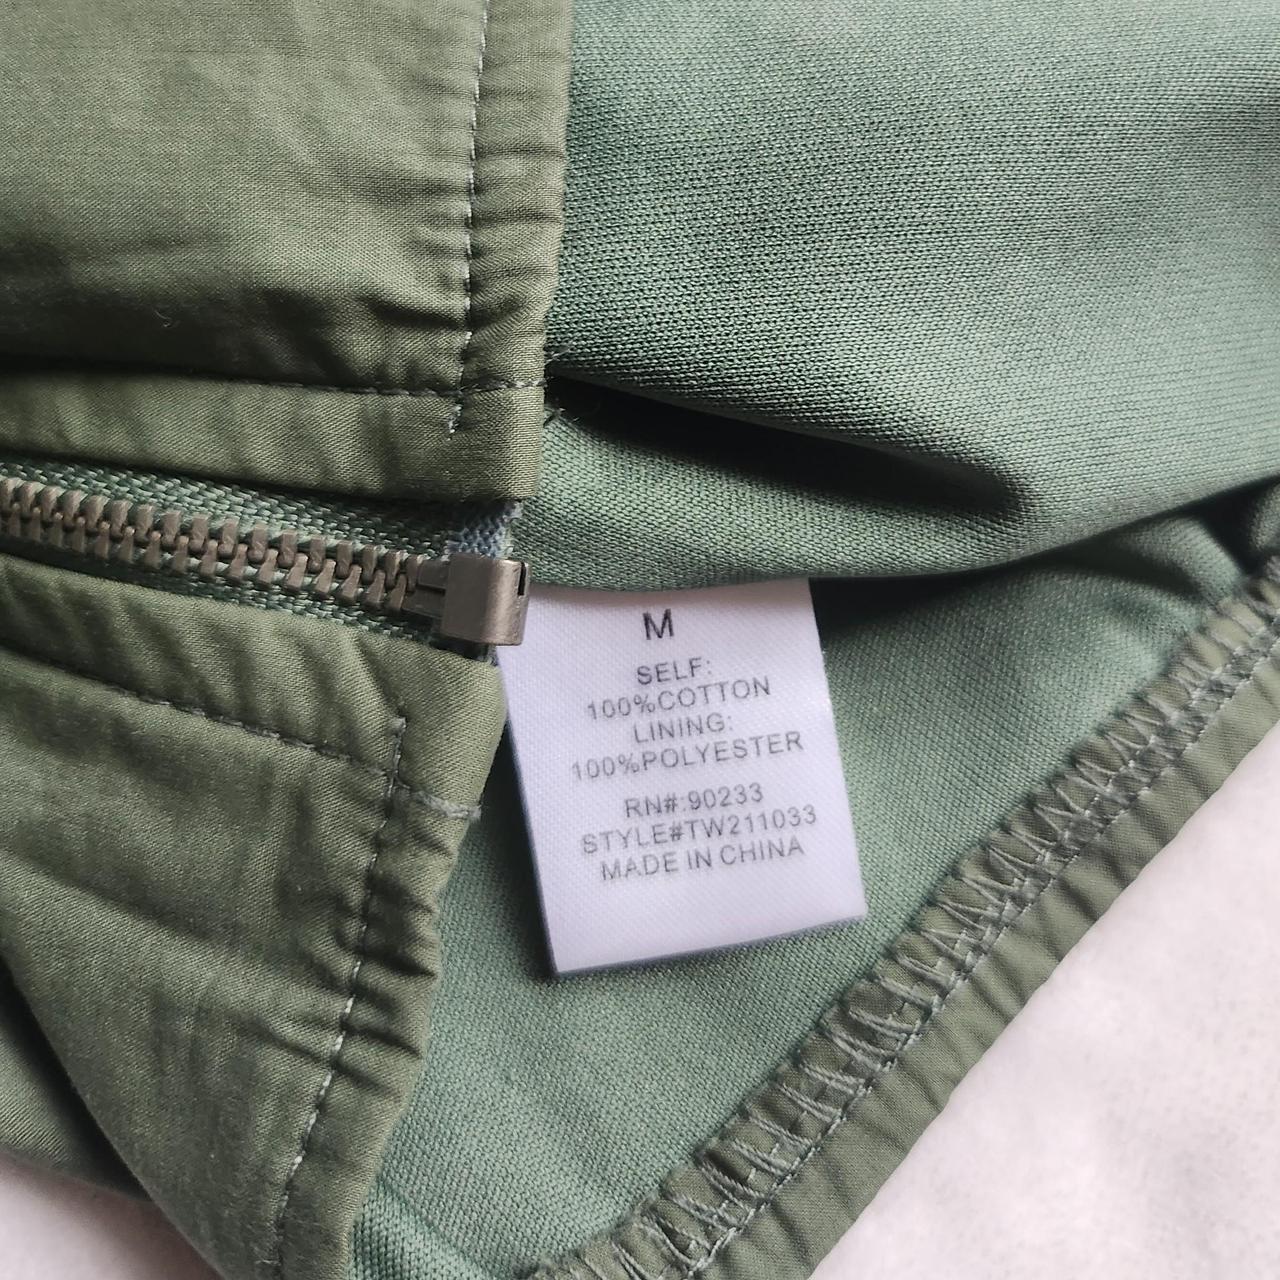 M
SELF:
100%COTTON
LINING:
100%POLYESTER
RN#:90233
STYLE#TW211033
MADE IN CHINA